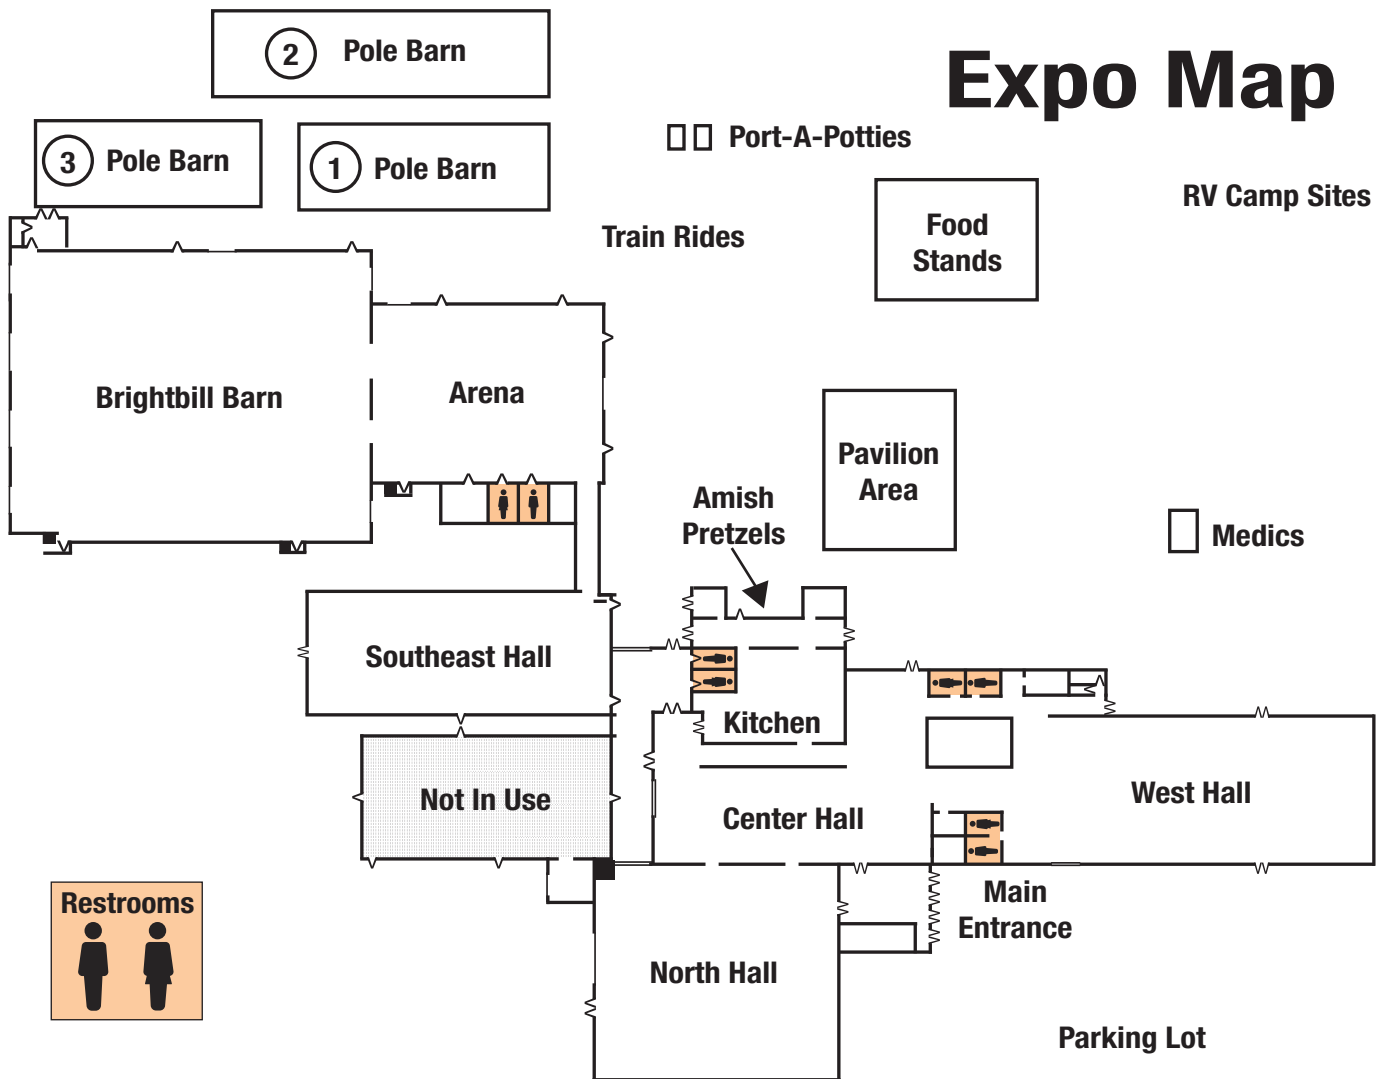 2 Pole Barn
Expo Map
3 Pole Barn
1 Pole Barn
Port-A-Potties
RV Camp Sites
Food
Stands
Train Rides
Brightbill Barn
Arena
Pavilion
Area
Amish
Pretzels
Medics
Southeast Hall
Kitchen
Not In Use
Center Hall
West Hall
Restrooms
Main
Entrance
North Hall
Parking Lot